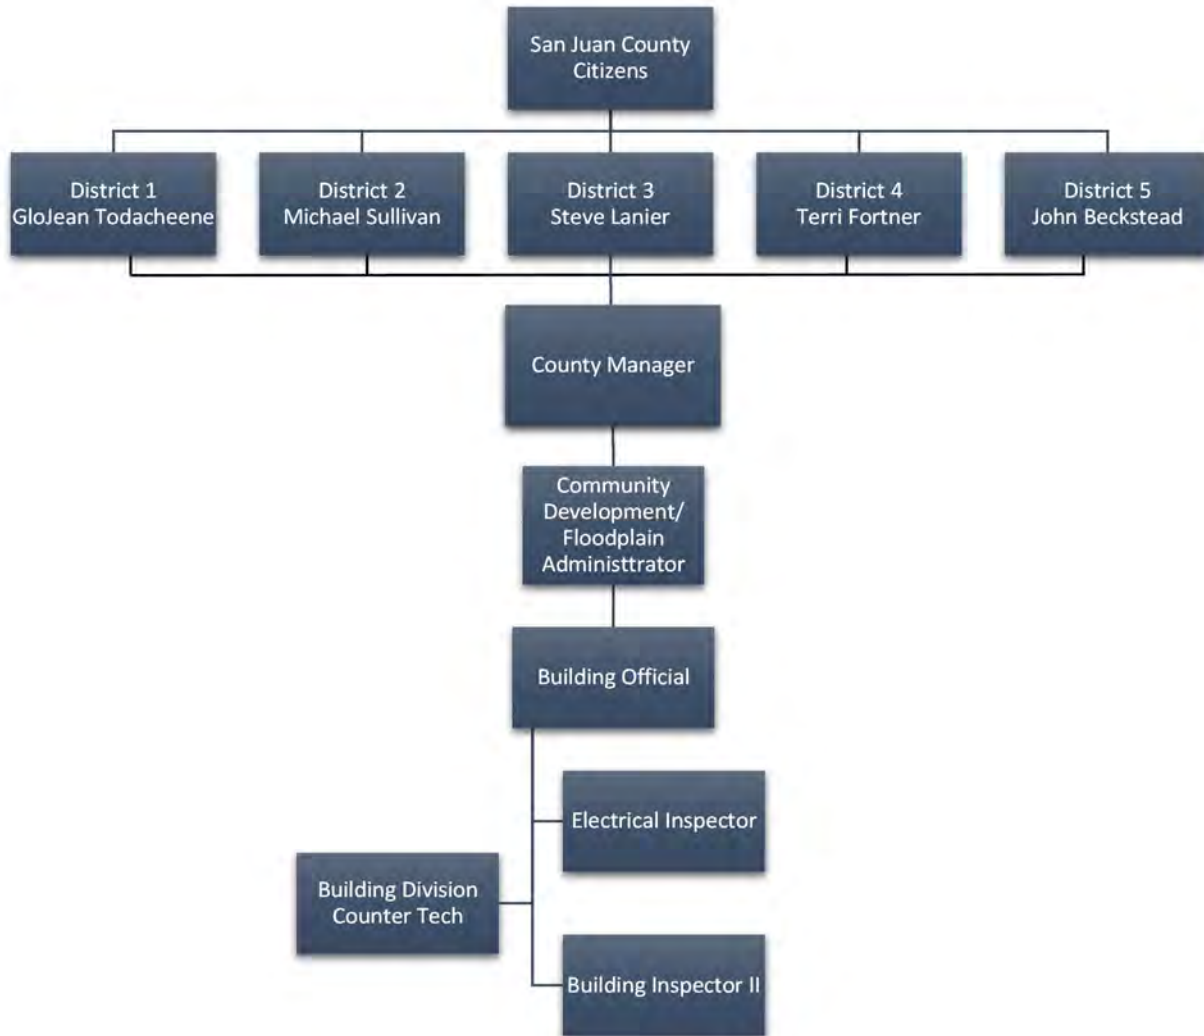 San Juan County
Citizens
District 1
GloJean Todacheene
District 2
Michael Sullivan
District 3
Steve Lanier
District 4
Terri Fortner
District 5
John Beckstead
County Manager
Community
Development/
Floodplain
Administtrator
Building Official
Electrical Inspector
Building Division
Counter Tech
Building Inspector II